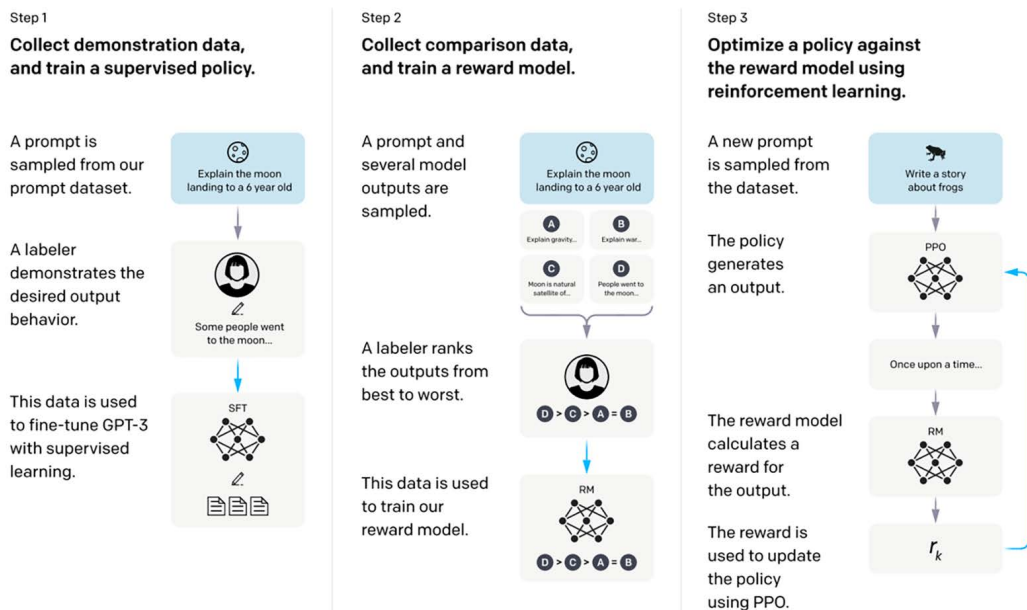 Step 1
Collect demonstration data,
and train a supervised policy.
A prompt is
sampled from our
prompt dataset.
Explain the moon
landing to a 6 year old
A labeler
demonstrates the
desired output
behavior.
Some people went
to the moon...
This data is used
to fine-tune GPT-3
with supervised
learning.
SFT
Step 2
Collect comparison data,
and train a reward model.
A prompt and
several model
outputs are
sampled.
Explain the moon
landing to a 6 year old
A
Explain gravity...
B
Explain war...
C
Moon is natural
satellite of...
D
People went to
the moon...
A labeler ranks
the outputs from
best to worst.
D > C > A = B
This data is used
to train our
reward model.
RM
D > C > A = B
Step 3
Optimize a policy against
the reward model using
reinforcement learning.
A new prompt
is sampled from
the dataset.
Write a story
about frogs
The policy
generates
an output.
PPO
Once upon a time...
The reward model
calculates a
reward for
the output.
RM
The reward is
used to update
the policy
using PPO.
r_k